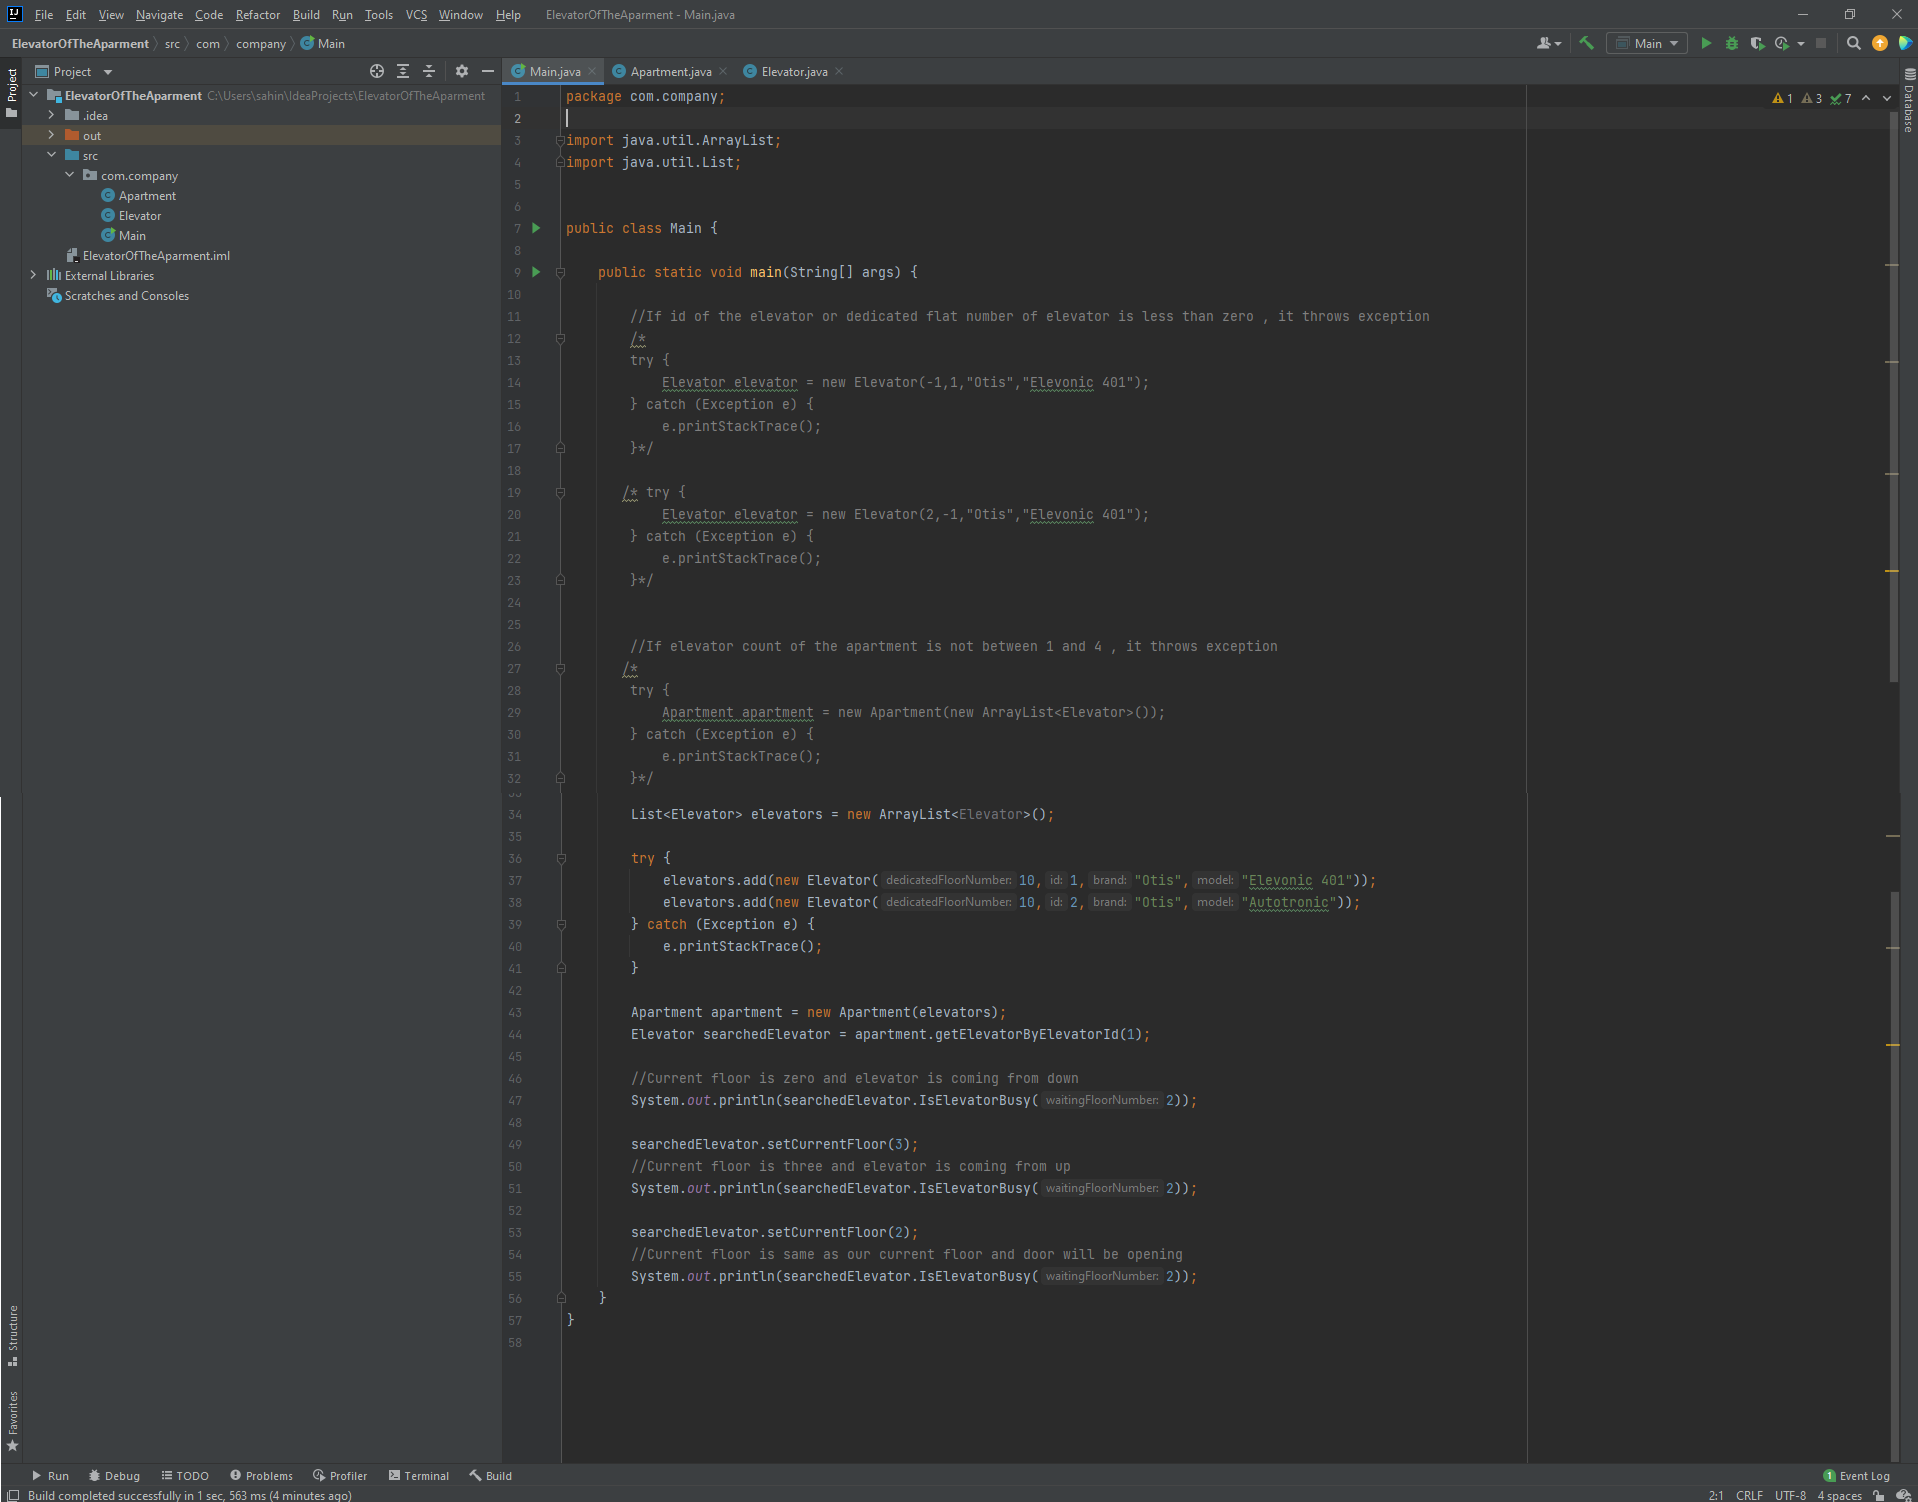 File Edit View Navigate Code Refactor Build Run Tools VCS Window Help ElevatorOfTheAparment - Main.java
ElevatorOfTheAparment src com company Main
Main
Project
Project
Main.java Apartment.java Elevator.java
ElevatorOfTheAparment C:\Users\sahin\IdeaProjects\ElevatorOfTheAparment
.idea
out
src
com.company
Apartment
Elevator
Main
ElevatorOfTheAparment.iml
External Libraries
Scratches and Consoles
1 3 7
Database
1 package com.company;
2
3 import java.util.ArrayList;
4 import java.util.List;
5
6
7 public class Main {
8
9 public static void main(String[] args) {
10
11 //If id of the elevator or dedicated flat number of elevator is less than zero , it throws exception
12 /*
13 try {
14 Elevator elevator = new Elevator(-1,1,"Otis","Elevonic 401");
15 } catch (Exception e) {
16 e.printStackTrace();
17 }*/
18
19 /* try {
20 Elevator elevator = new Elevator(2,-1,"Otis","Elevonic 401");
21 } catch (Exception e) {
22 e.printStackTrace();
23 }*/
24
25
26 //If elevator count of the apartment is not between 1 and 4 , it throws exception
27 /*
28 try {
29 Apartment apartment = new Apartment(new ArrayList<Elevator>());
30 } catch (Exception e) {
31 e.printStackTrace();
32 }*/
34 List<Elevator> elevators = new ArrayList<Elevator>();
35
36 try {
37 elevators.add(new Elevator( dedicatedFloorNumber: 10, id: 1, brand: "Otis", model: "Elevonic 401"));
38 elevators.add(new Elevator( dedicatedFloorNumber: 10, id: 2, brand: "Otis", model: "Autotronic"));
39 } catch (Exception e) {
40 e.printStackTrace();
41 }
42
43 Apartment apartment = new Apartment(elevators);
44 Elevator searchedElevator = apartment.getElevatorByElevatorId(1);
45
46 //Current floor is zero and elevator is coming from down
47 System.out.println(searchedElevator.IsElevatorBusy( waitingFloorNumber: 2));
48
49 searchedElevator.setCurrentFloor(3);
50 //Current floor is three and elevator is coming from up
51 System.out.println(searchedElevator.IsElevatorBusy( waitingFloorNumber: 2));
52
53 searchedElevator.setCurrentFloor(2);
54 //Current floor is same as our current floor and door will be opening
55 System.out.println(searchedElevator.IsElevatorBusy( waitingFloorNumber: 2));
56 }
57 }
58
Structure
Favorites
Run Debug TODO Problems Profiler Terminal Build 1 Event Log
Build completed successfully in 1 sec, 563 ms (4 minutes ago) 2:1 CRLF UTF-8 4 spaces